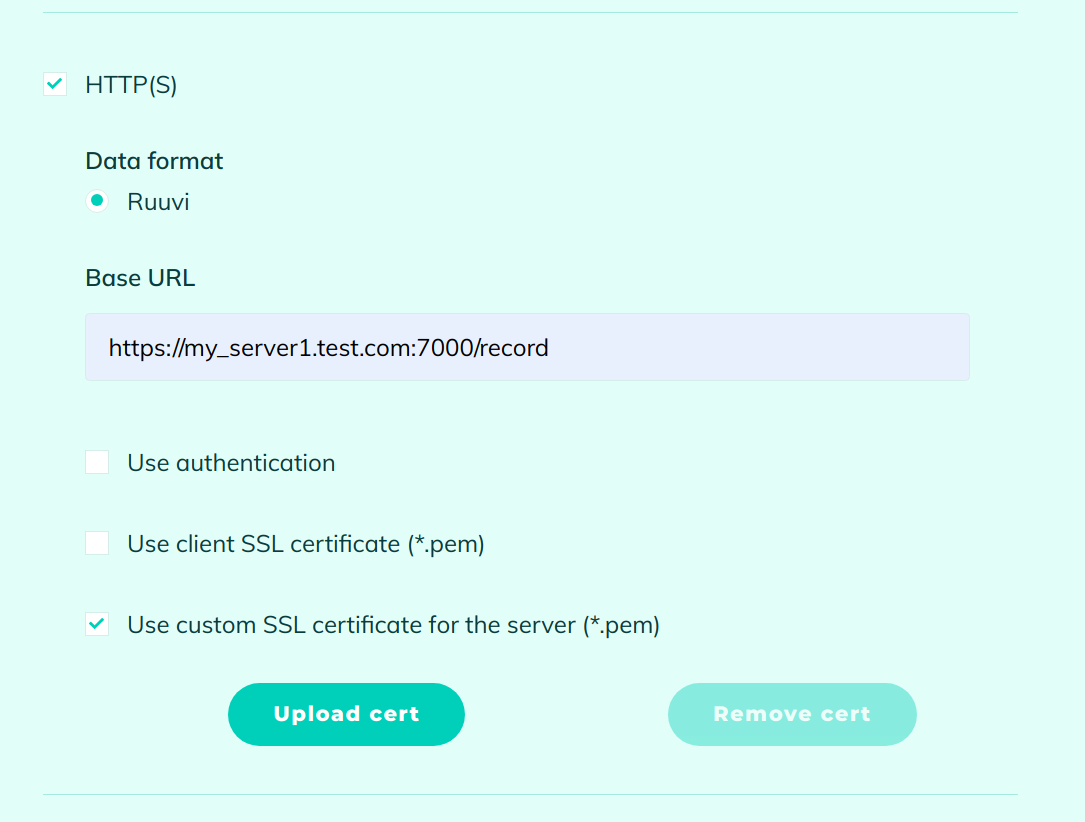 HTTP(S)
Data format
Ruuvi
Base URL
https://my_server1.test.com:7000/record
Use authentication
Use client SSL certificate (*.pem)
Use custom SSL certificate for the server (*.pem)
Upload cert
Remove cert